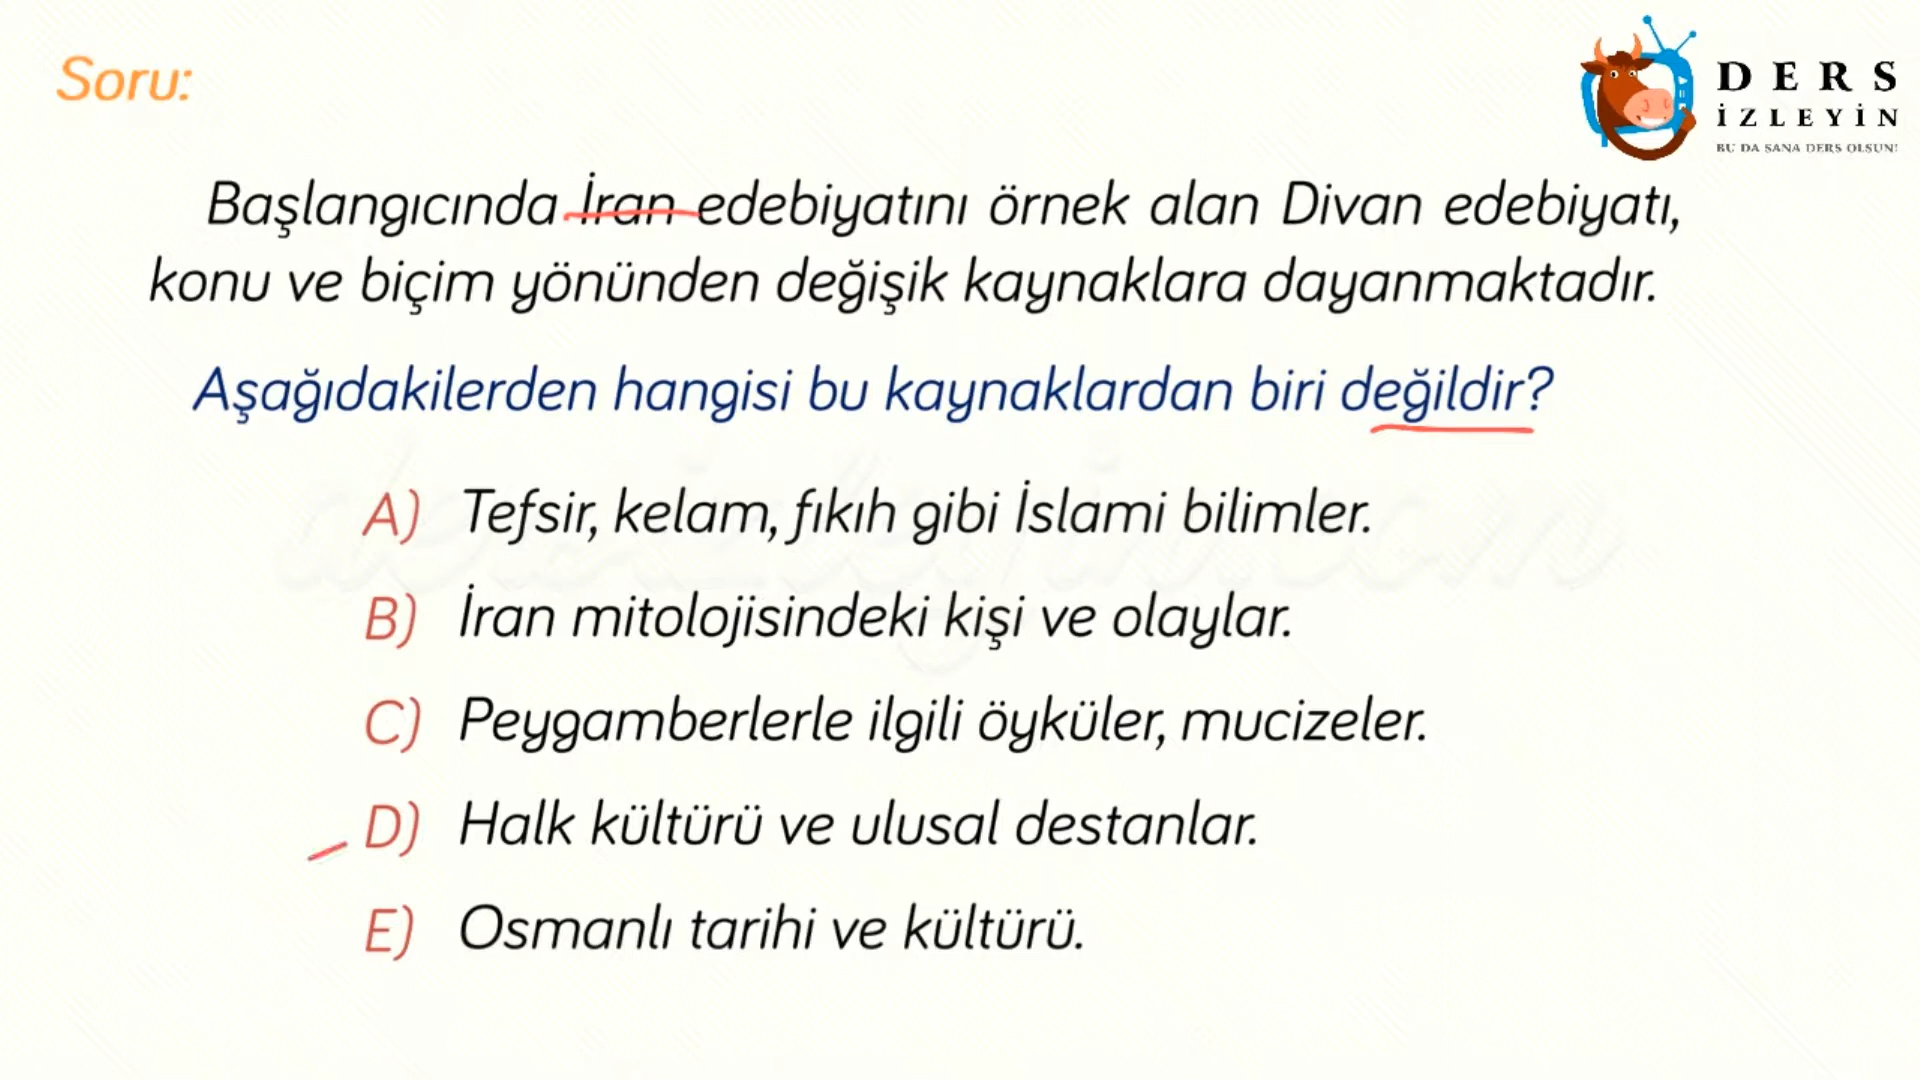 Soru:
DERS
İZLEYİN
BU DA SANA DERS OLSUN!
Başlangıcında İran edebiyatını örnek alan Divan edebiyatı,
konu ve biçim yönünden değişik kaynaklara dayanmaktadır.
Aşağıdakilerden hangisi bu kaynaklardan biri değildir?
A) Tefsir, kelam, fıkıh gibi İslami bilimler.
B) İran mitolojisindeki kişi ve olaylar.
C) Peygamberlerle ilgili öyküler, mucizeler.
D) Halk kültürü ve ulusal destanlar.
E) Osmanlı tarihi ve kültürü.